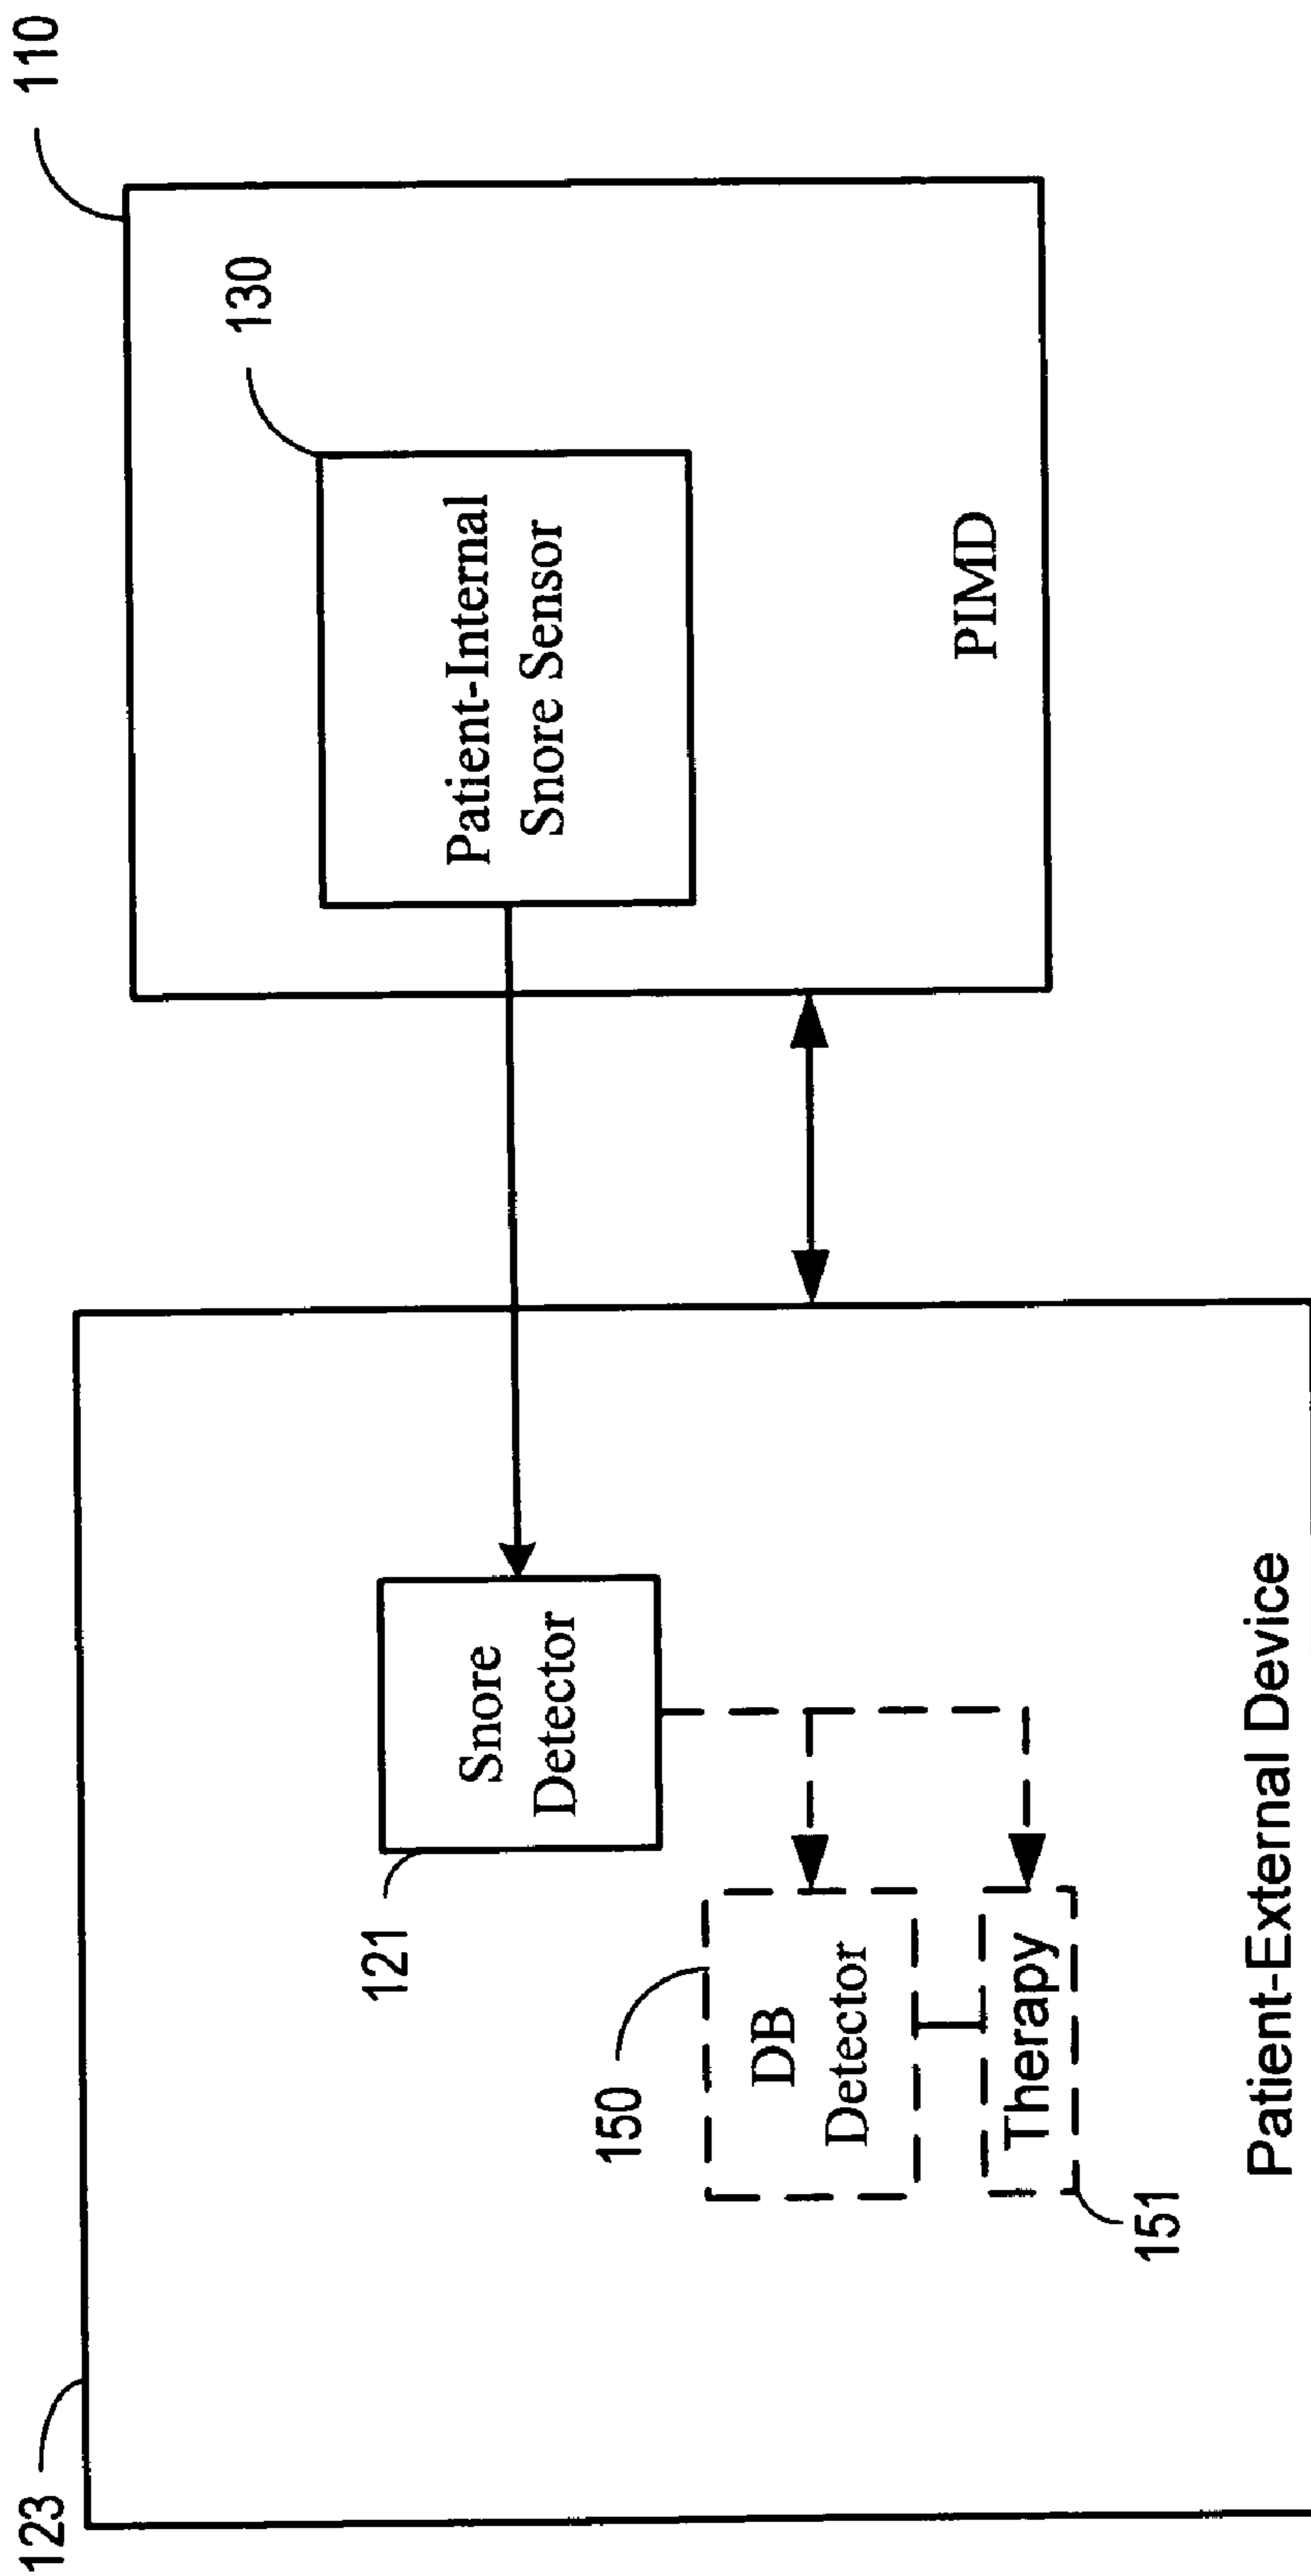 123
110
130
Patient-Internal
Snore Sensor
PIMD
Snore
Detector
121
150
DB
Detector
Therapy
151
Patient-External Device